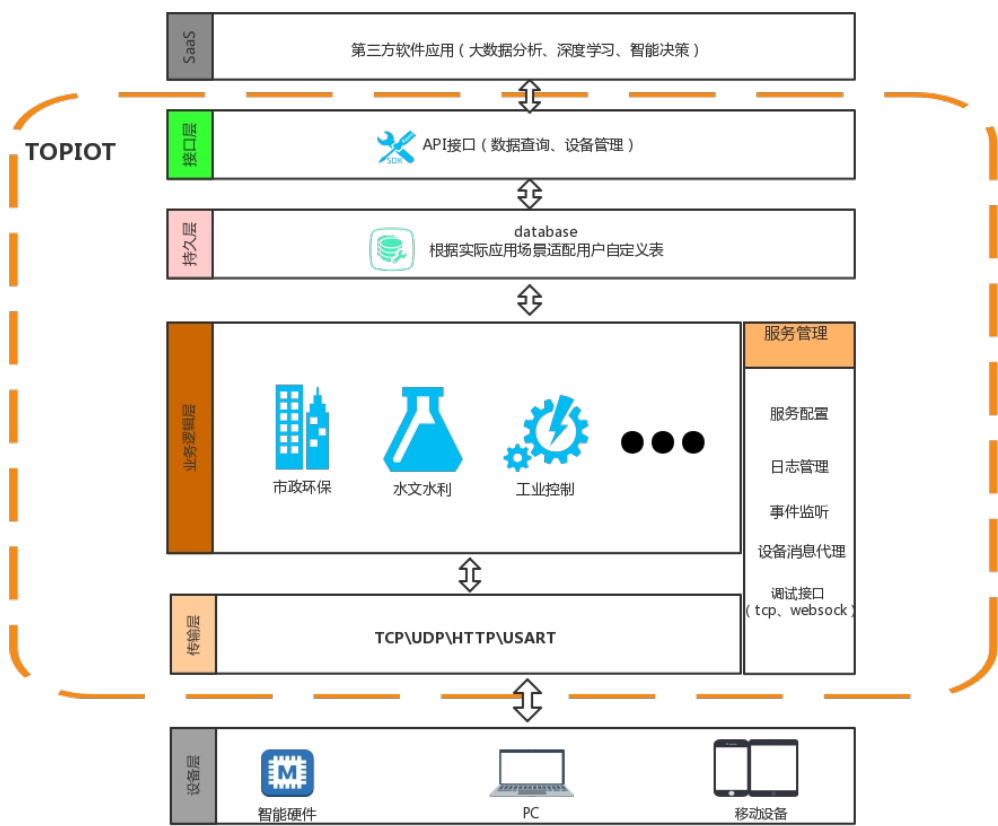 SaaS
第三方软件应用（大数据分析、深度学习、智能决策）
TOPIOT
接口层
SDK
API接口（数据查询、设备管理）
持久层
database
根据实际应用场景适配用户自定义表
业务逻辑层
市政环保
水文水利
工业控制
服务管理
服务配置
日志管理
事件监听
设备消息代理
调试接口
（tcp、websock）
传输层
TCP\UDP\HTTP\USART
设备层
M
智能硬件
PC
移动设备